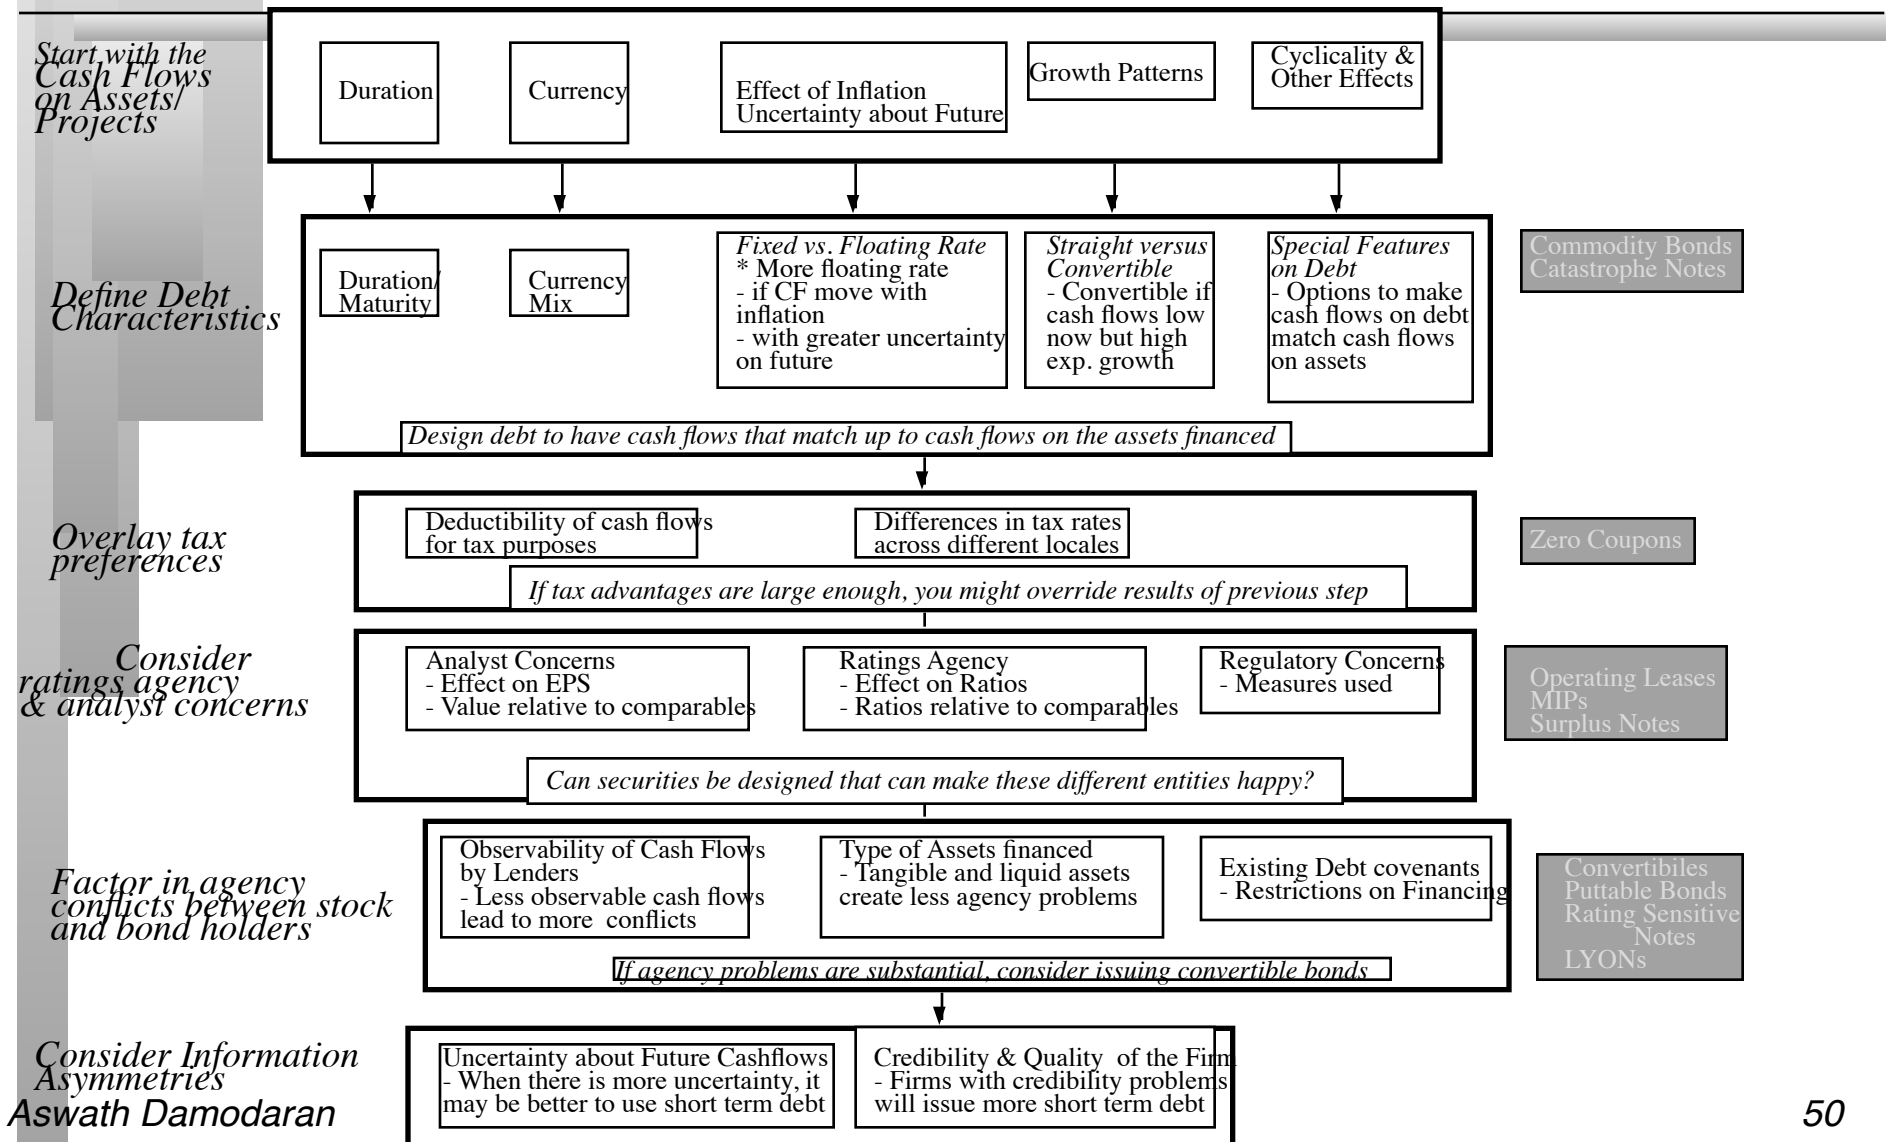 Start with the
Cash Flows
on Assets/
Projects
Duration
Currency
Effect of Inflation
Uncertainty about Future
Growth Patterns
Cyclicality &
Other Effects
Define Debt
Characteristics
Duration/
Maturity
Currency
Mix
Fixed vs. Floating Rate
* More floating rate
- if CF move with
inflation
- with greater uncertainty
on future
Straight versus
Convertible
- Convertible if
cash flows low
now but high
exp. growth
Special Features
on Debt
- Options to make
cash flows on debt
match cash flows
on assets
Commodity Bonds
Catastrophe Notes
Design debt to have cash flows that match up to cash flows on the assets financed
Overlay tax
preferences
Deductibility of cash flows
for tax purposes
Differences in tax rates
across different locales
Zero Coupons
If tax advantages are large enough, you might override results of previous step
Consider
ratings agency
& analyst concerns
Analyst Concerns
- Effect on EPS
- Value relative to comparables
Ratings Agency
- Effect on Ratios
- Ratios relative to comparables
Regulatory Concerns
- Measures used
Operating Leases
MIPs
Surplus Notes
Can securities be designed that can make these different entities happy?
Factor in agency
conflicts between stock
and bond holders
Observability of Cash Flows
by Lenders
- Less observable cash flows
lead to more conflicts
Type of Assets financed
- Tangible and liquid assets
create less agency problems
Existing Debt covenants
- Restrictions on Financing
Convertibiles
Puttable Bonds
Rating Sensitive
Notes
LYONs
If agency problems are substantial, consider issuing convertible bonds
Consider Information
Asymmetries
Uncertainty about Future Cashflows
- When there is more uncertainty, it
may be better to use short term debt
Credibility & Quality of the Firm
- Firms with credibility problems
will issue more short term debt
Aswath Damodaran
50